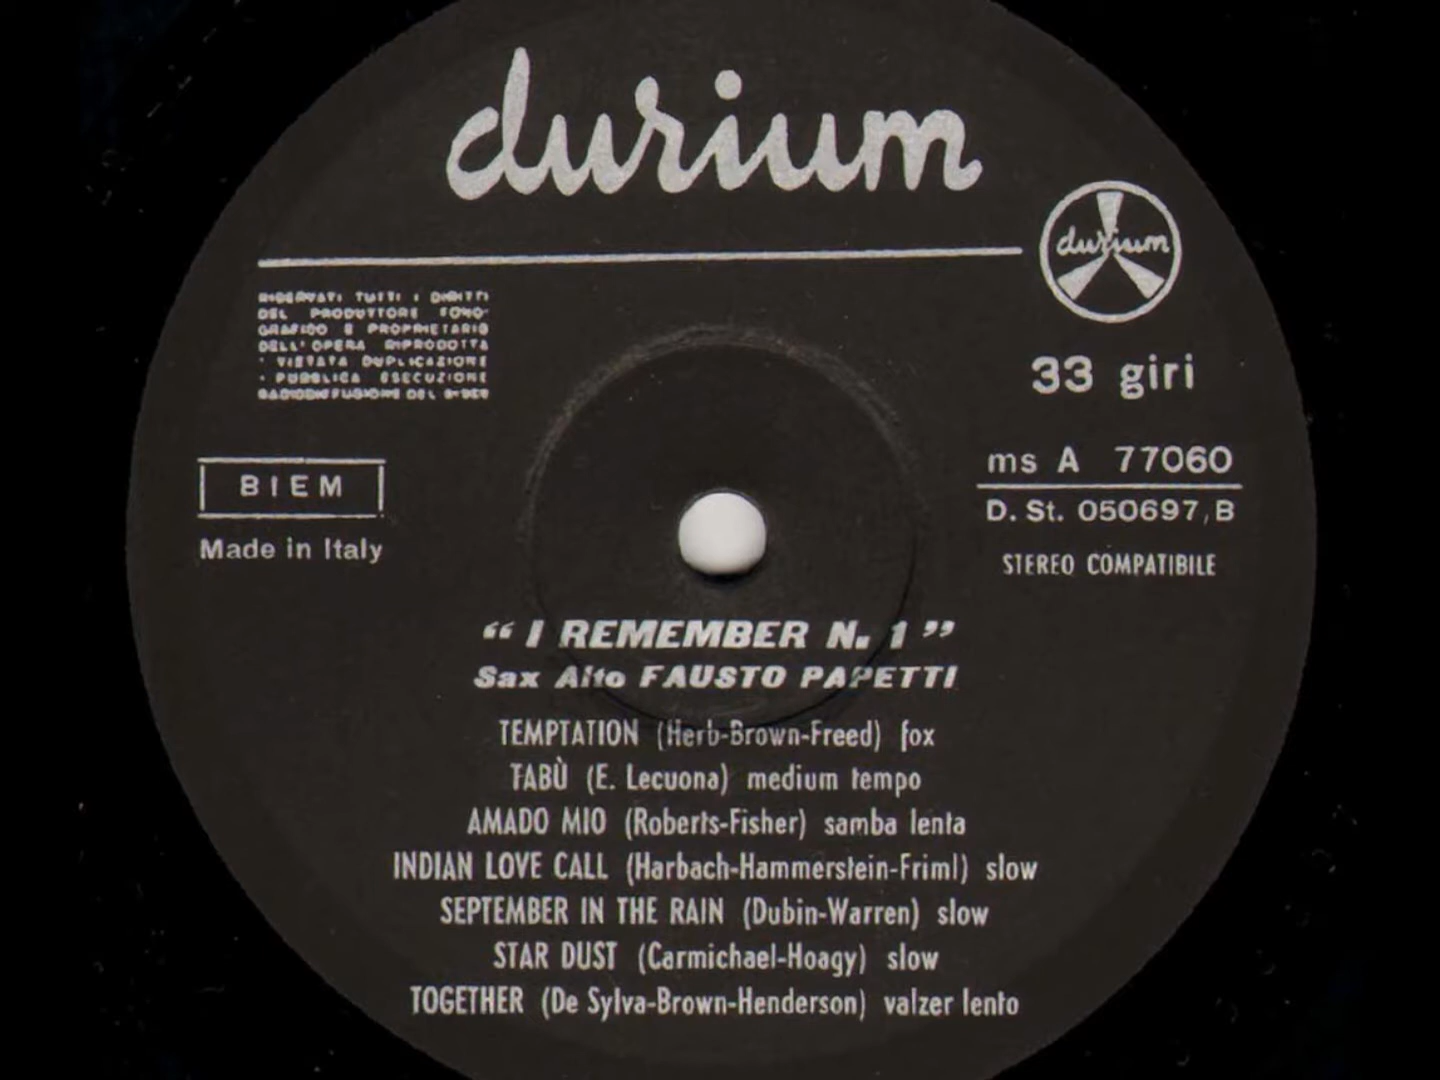 durium
durium
RISERVATI TUTTI I DIRITTI
DEL PRODUTTORE FONO-
GRAFICO E PROPRIETARIO
DELL'OPERA RIPRODOTTA
· VIETATA DUPLICAZIONE
· PUBBLICA ESECUZIONE
RADIODIFFUSIONE DEL
33 giri
BIEM
Made in Italy
ms A 77060
D. St. 050697, B
STEREO COMPATIBILE
“ I REMEMBER N. 1 ”
Sax Alto FAUSTO PAPETTI
TEMPTATION (Herb-Brown-Freed) fox
TABÙ (E. Lecuona) medium tempo
AMADO MIO (Roberts-Fisher) samba lenta
INDIAN LOVE CALL (Harbach-Hammerstein-Friml) slow
SEPTEMBER IN THE RAIN (Dubin-Warren) slow
STAR DUST (Carmichael-Hoagy) slow
TOGETHER (De Sylva-Brown-Henderson) valzer lento